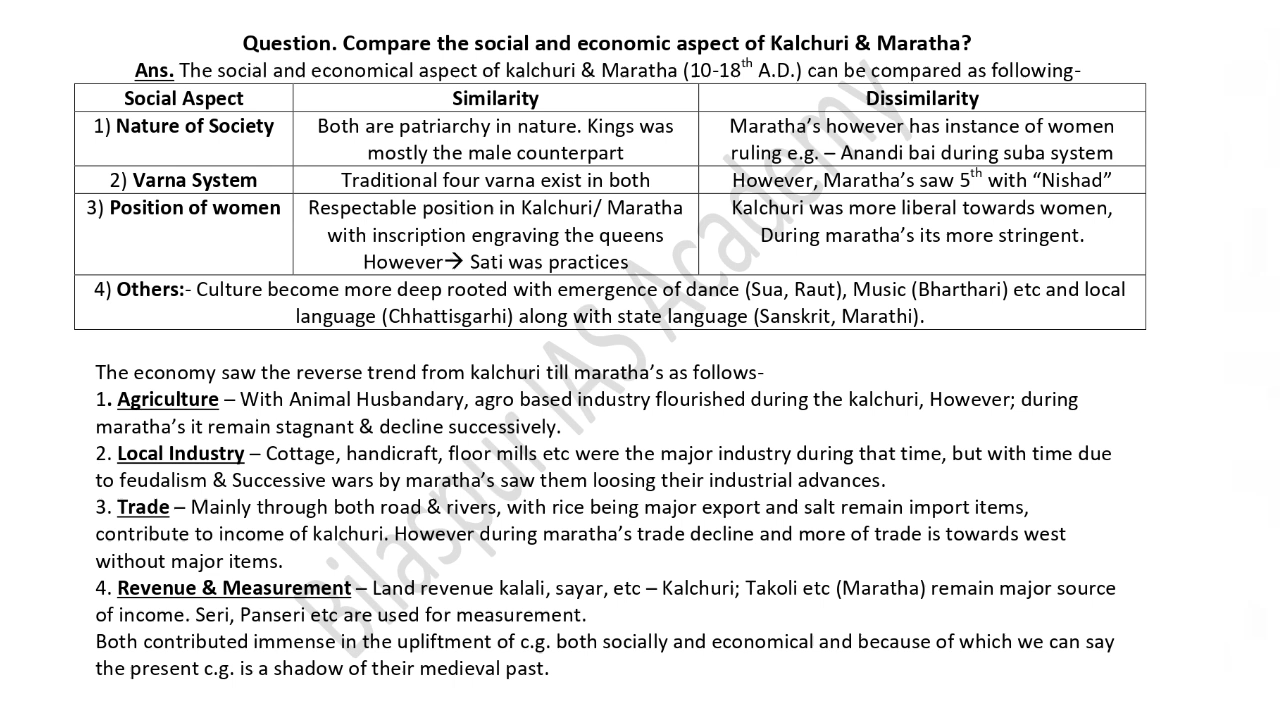 Question. Compare the social and economic aspect of Kalchuri & Maratha?
Ans. The social and economical aspect of kalchuri & Maratha (10-18th A.D.) can be compared as following-
Social Aspect Similarity Dissimilarity
1) Nature of Society
Both are patriarchy in nature. Kings was
mostly the male counterpart
Maratha’s however has instance of women
ruling e.g. – Anandi bai during suba system
2) Varna System
Traditional four varna exist in both
However, Maratha’s saw 5th with “Nishad”
3) Position of women
Respectable position in Kalchuri/ Maratha
with inscription engraving the queens
However→ Sati was practices
Kalchuri was more liberal towards women,
During maratha’s its more stringent.
4) Others:- Culture become more deep rooted with emergence of dance (Sua, Raut), Music (Bharthari) etc and local
language (Chhattisgarhi) along with state language (Sanskrit, Marathi).
The economy saw the reverse trend from kalchuri till maratha’s as follows-
1. Agriculture – With Animal Husbandary, agro based industry flourished during the kalchuri, However; during
maratha’s it remain stagnant & decline successively.
2. Local Industry – Cottage, handicraft, floor mills etc were the major industry during that time, but with time due
to feudalism & Successive wars by maratha’s saw them loosing their industrial advances.
3. Trade – Mainly through both road & rivers, with rice being major export and salt remain import items,
contribute to income of kalchuri. However during maratha’s trade decline and more of trade is towards west
without major items.
4. Revenue & Measurement – Land revenue kalali, sayar, etc – Kalchuri; Takoli etc (Maratha) remain major source
of income. Seri, Panseri etc are used for measurement.
Both contributed immense in the upliftment of c.g. both socially and economical and because of which we can say
the present c.g. is a shadow of their medieval past.
Bilaspur IAS Academy